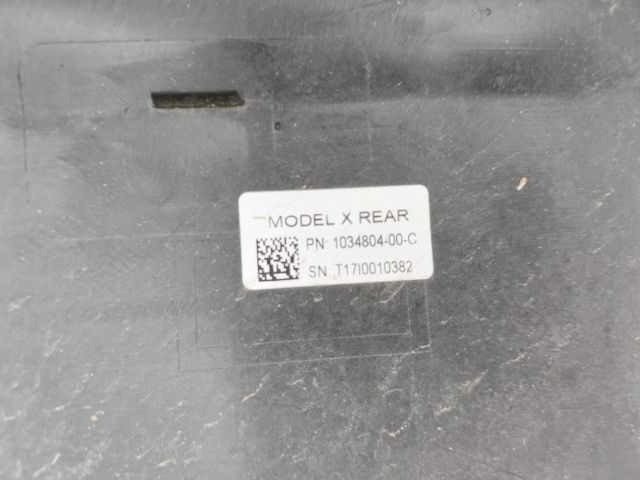 MODEL X REAR
PN 1034804-00-C
SN T17I0010382